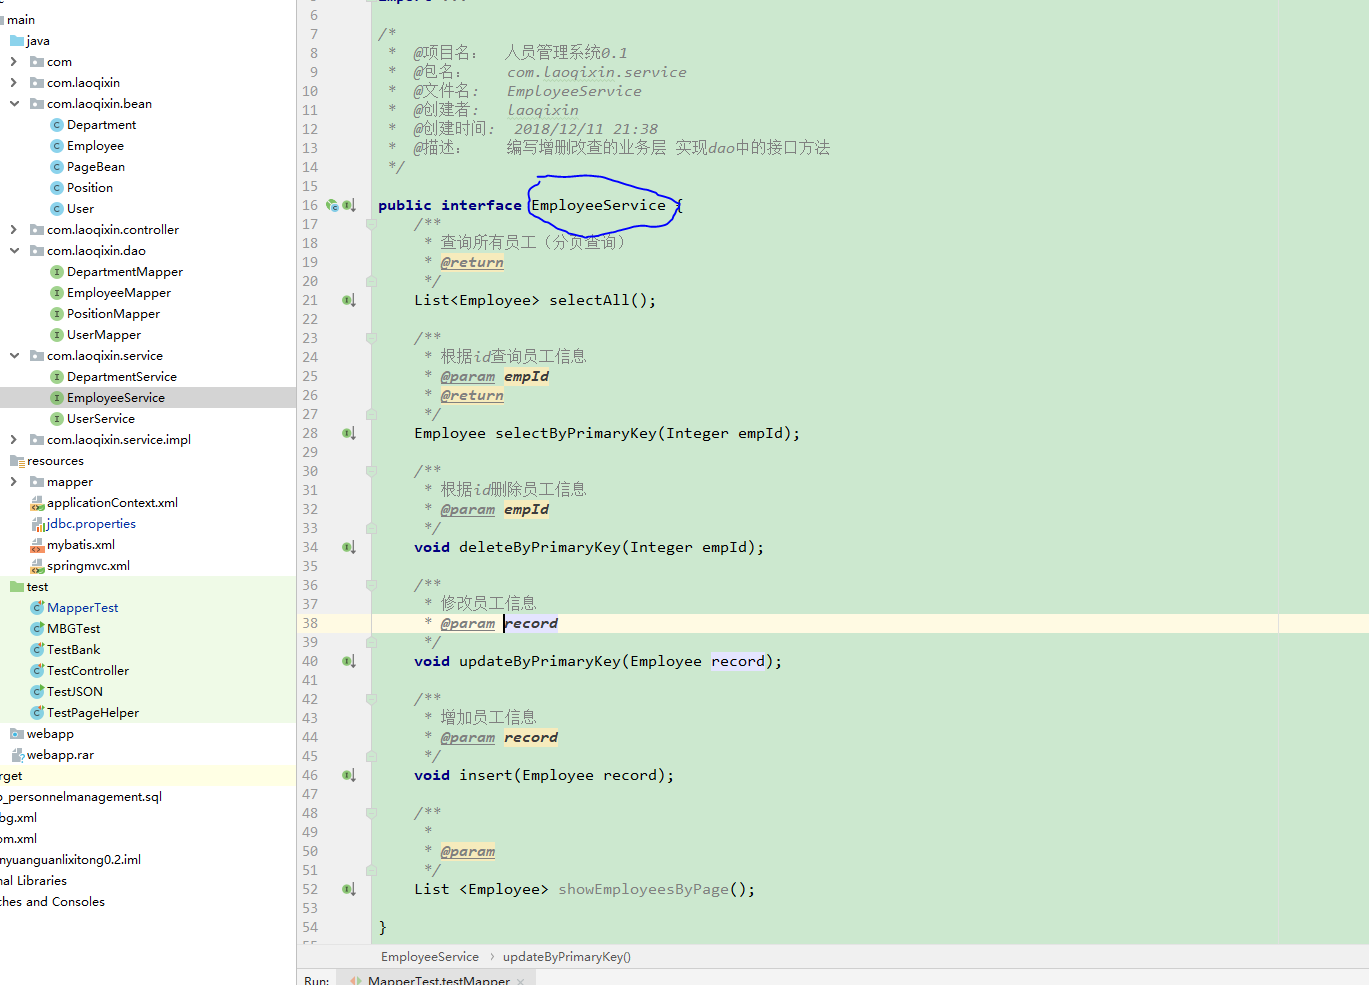 main
java
com
com.laoqixin
com.laoqixin.bean
Department
Employee
PageBean
Position
User
com.laoqixin.controller
com.laoqixin.dao
DepartmentMapper
EmployeeMapper
PositionMapper
UserMapper
com.laoqixin.service
DepartmentService
EmployeeService
UserService
com.laoqixin.service.impl
resources
mapper
applicationContext.xml
jdbc.properties
mybatis.xml
springmvc.xml
test
MapperTest
MBGTest
TestBank
TestController
TestJSON
TestPageHelper
webapp
webapp.rar
rget
_personnelmanagement.sql
bg.xml
om.xml
nyuanguanlixitong0.2.iml
nal Libraries
ches and Consoles
6
7 /*
8 * @项目名: 人员管理系统0.1
9 * @包名: com.laoqixin.service
10 * @文件名: EmployeeService
11 * @创建者: laoqixin
12 * @创建时间: 2018/12/11 21:38
13 * @描述: 编写增删改查的业务层 实现dao中的接口方法
14 */
15
16 public interface EmployeeService {
17 /**
18 * 查询所有员工（分页查询）
19 * @return
20 */
21 List<Employee> selectAll();
22
23 /**
24 * 根据id查询员工信息
25 * @param empId
26 * @return
27 */
28 Employee selectByPrimaryKey(Integer empId);
29
30 /**
31 * 根据id删除员工信息
32 * @param empId
33 */
34 void deleteByPrimaryKey(Integer empId);
35
36 /**
37 * 修改员工信息
38 * @param record
39 */
40 void updateByPrimaryKey(Employee record);
41
42 /**
43 * 增加员工信息
44 * @param record
45 */
46 void insert(Employee record);
47
48 /**
49 *
50 * @param
51 */
52 List <Employee> showEmployeesByPage();
53
54 }
EmployeeService › updateByPrimaryKey()
Run: MapperTest.testMapper ×